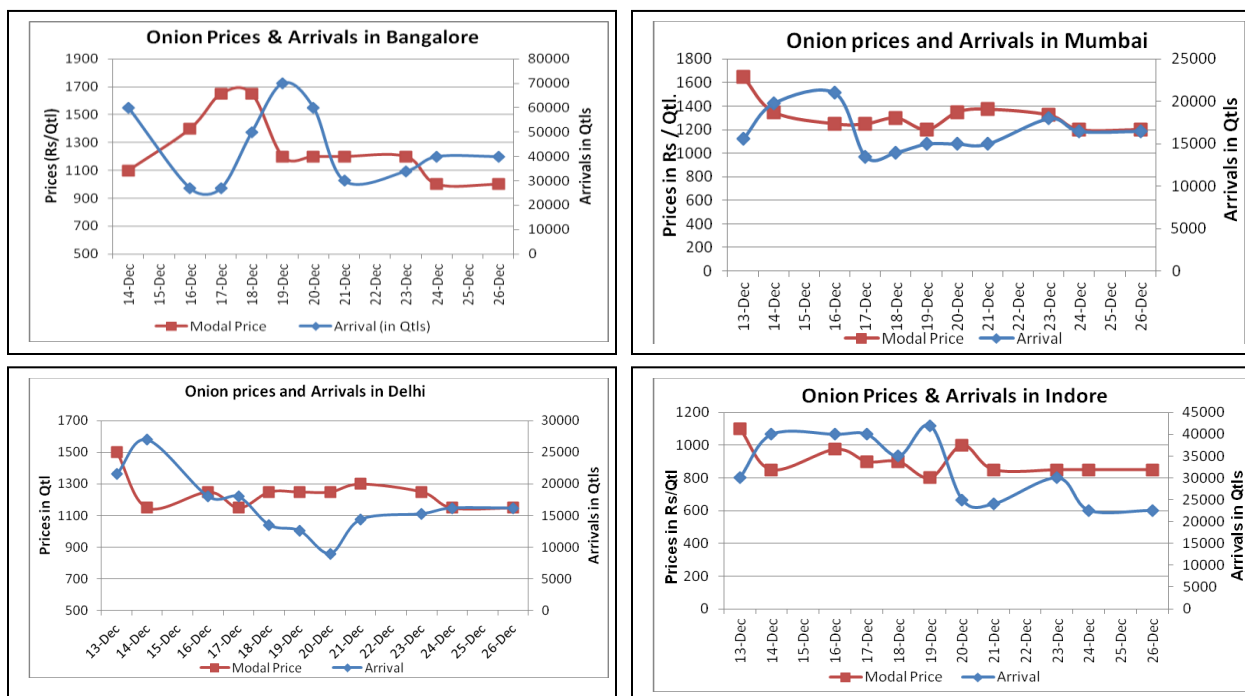 Onion Prices & Arrivals in Bangalore
Prices (Rs/Qtl)
1900
1700
1500
1300
1100
900
700
500
80000
70000
60000
50000
40000
30000
20000
10000
0
Arrivals in Qtls
14-Dec
15-Dec
16-Dec
17-Dec
18-Dec
19-Dec
20-Dec
21-Dec
22-Dec
23-Dec
24-Dec
25-Dec
26-Dec
Modal Price
Arrival (in Qtls)
Onion prices and Arrivals in Mumbai
Prices in Rs / Qtl.
1800
1600
1400
1200
1000
800
600
400
200
0
25000
20000
15000
10000
5000
0
Arrivals in Qtls
13-Dec
14-Dec
15-Dec
16-Dec
17-Dec
18-Dec
19-Dec
20-Dec
21-Dec
22-Dec
23-Dec
24-Dec
25-Dec
26-Dec
Modal Price
Arrival
Onion prices and Arrivals in Delhi
Prices in Qtl
1700
1500
1300
1100
900
700
500
30000
25000
20000
15000
10000
5000
0
Arrivals in Qtls
13-Dec
14-Dec
15-Dec
16-Dec
17-Dec
18-Dec
19-Dec
20-Dec
21-Dec
22-Dec
23-Dec
24-Dec
25-Dec
26-Dec
Modal Price
Arrival
Onion Prices & Arrivals in Indore
Prices in Rs/Qtl
1200
1000
800
600
400
200
0
45000
40000
35000
30000
25000
20000
15000
10000
5000
0
Arrivals in Qtls
13-Dec
14-Dec
15-Dec
16-Dec
17-Dec
18-Dec
19-Dec
20-Dec
21-Dec
22-Dec
23-Dec
24-Dec
25-Dec
26-Dec
Modal Price
Arrival